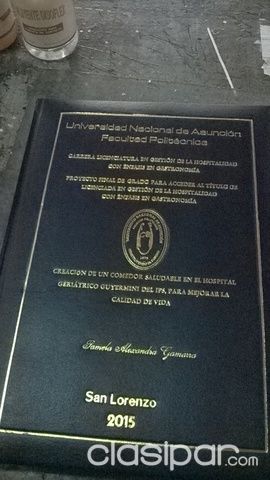 Universidad Nacional de Asunción
Facultad Politécnica
CARRERA LICENCIATURA EN GESTIÓN DE LA HOSPITALIDAD
CON ÉNFASIS EN GASTRONOMÍA
PROYECTO FINAL DE GRADO PARA ACCEDER AL TÍTULO DE
LICENCIADA EN GESTIÓN DE LA HOSPITALIDAD
CON ÉNFASIS EN GASTRONOMÍA
CREACION DE UN COMEDOR SALUDABLE EN EL HOSPITAL
GERIÁTRICO GUYERMINI DEL IPS, PARA MEJORAR LA
CALIDAD DE VIDA
Pamela Alexandra Gamarra
San Lorenzo
2015
clasipar.com